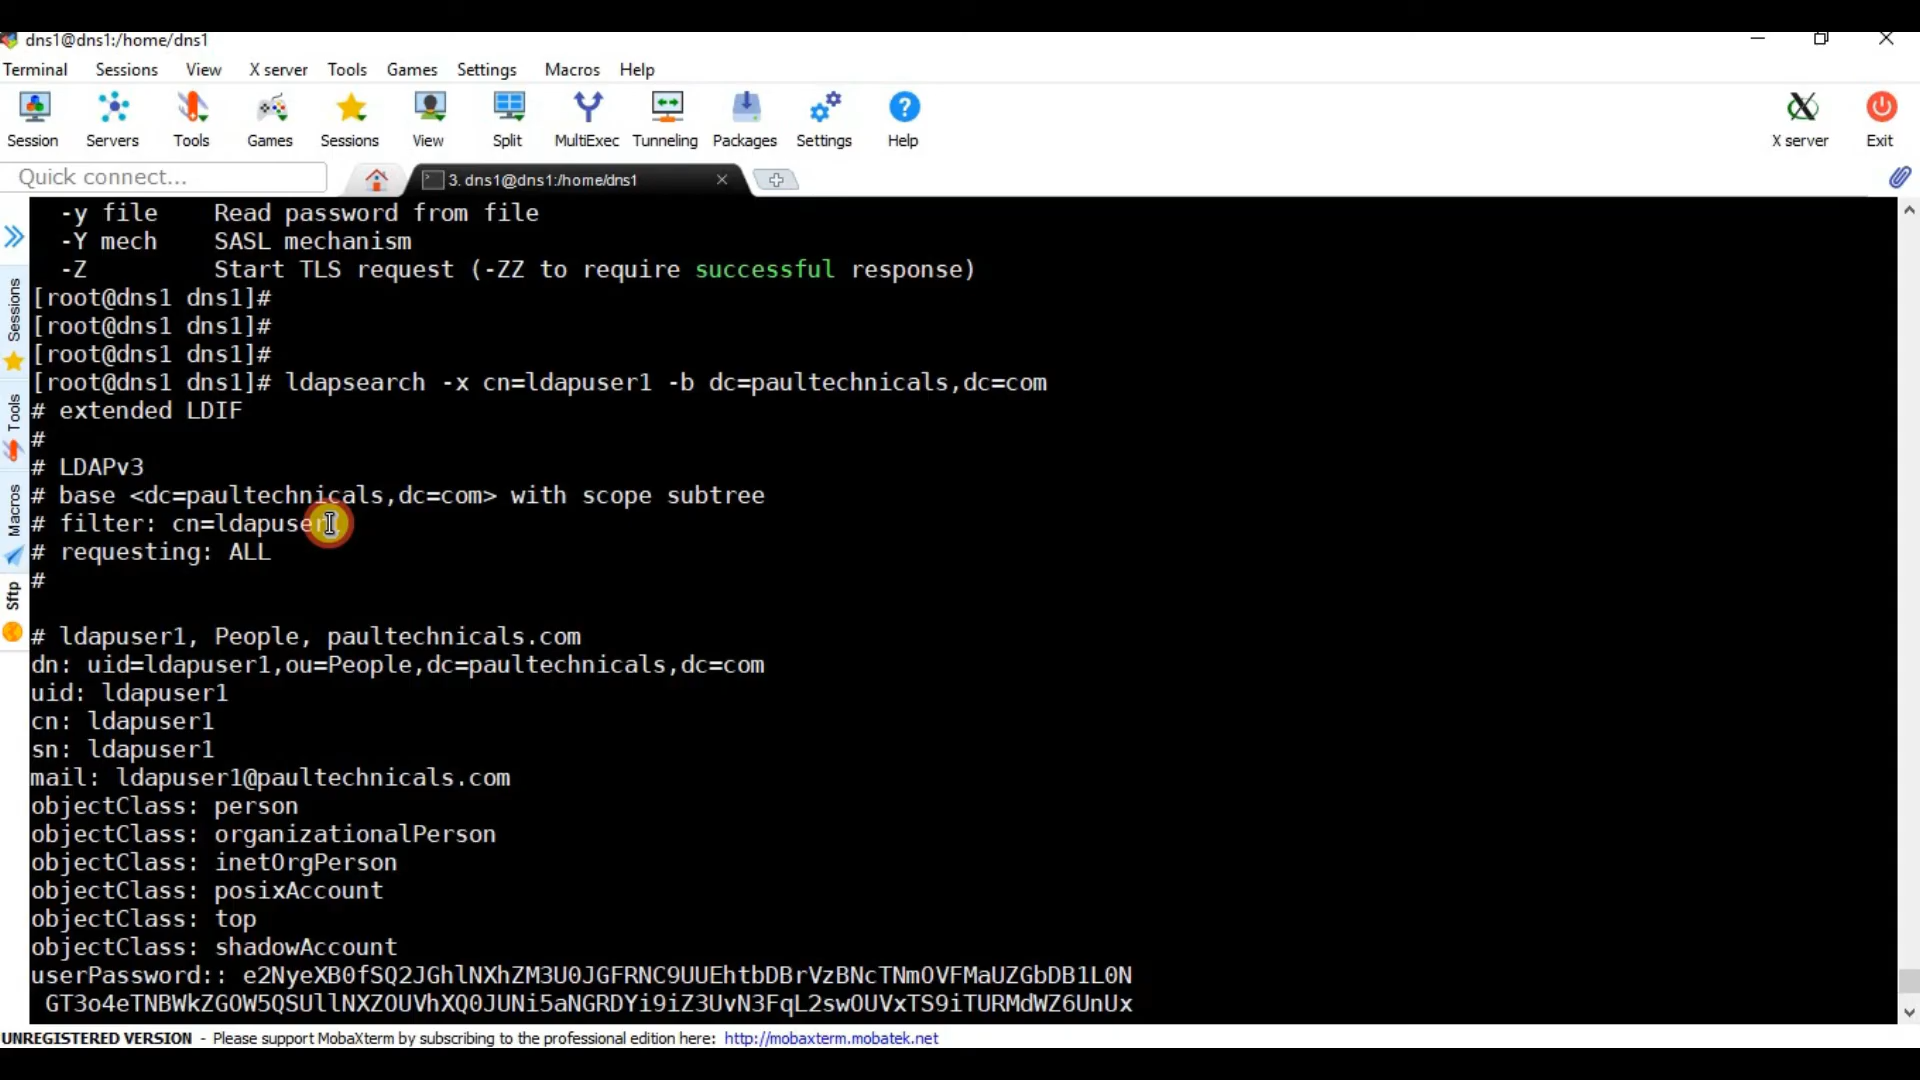 dns1@dns1:/home/dns1
Terminal Sessions View X server Tools Games Settings Macros Help
Session Servers Tools Games Sessions View Split MultiExec Tunneling Packages Settings Help X server Exit
Quick connect...
3. dns1@dns1:/home/dns1
Sessions
Tools
Macros
Sftp
-y file Read password from file
-Y mech SASL mechanism
-Z Start TLS request (-ZZ to require successful response)
[root@dns1 dns1]#
[root@dns1 dns1]#
[root@dns1 dns1]#
[root@dns1 dns1]# ldapsearch -x cn=ldapuser1 -b dc=paultechnicals,dc=com
# extended LDIF
#
# LDAPv3
# base <dc=paultechnicals,dc=com> with scope subtree
# filter: cn=ldapuser1
# requesting: ALL
#
# ldapuser1, People, paultechnicals.com
dn: uid=ldapuser1,ou=People,dc=paultechnicals,dc=com
uid: ldapuser1
cn: ldapuser1
sn: ldapuser1
mail: ldapuser1@paultechnicals.com
objectClass: person
objectClass: organizationalPerson
objectClass: inetOrgPerson
objectClass: posixAccount
objectClass: top
objectClass: shadowAccount
userPassword::
UNREGISTERED VERSION - Please support MobaXterm by subscribing to the professional edition here: http://mobaxterm.mobatek.net